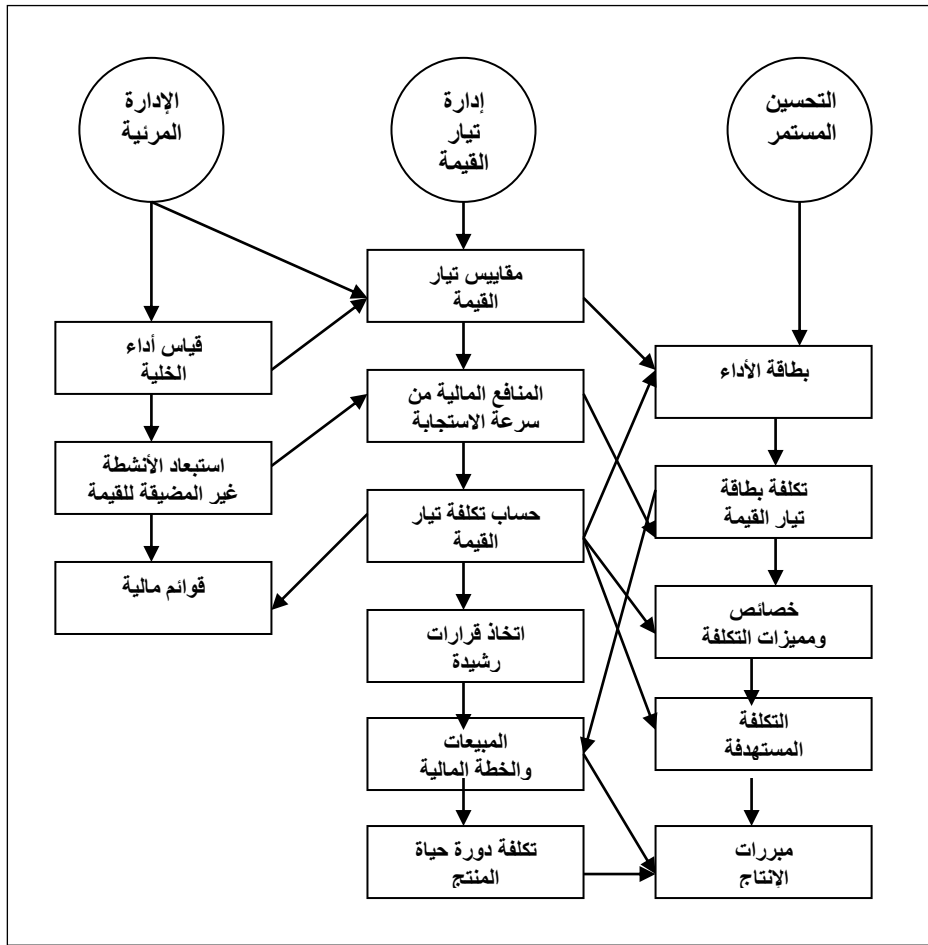 التحسين
المستمر
إدارة
تيار
القيمة
الإدارة
المرئية
مقاييس تيار
القيمة
قياس أداء
الخلية
بطاقة الأداء
المنافع المالية من
سرعة الاستجابة
استبعاد الأنشطة
غير المضيقة للقيمة
تكلفة بطاقة
تيار القيمة
حساب تكلفة تيار
القيمة
قوائم مالية
خصائص
ومميزات التكلفة
اتخاذ قرارات
رشيدة
التكلفة
المستهدفة
المبيعات
والخطة المالية
تكلفة دورة حياة
المنتج
مبررات
الإنتاج